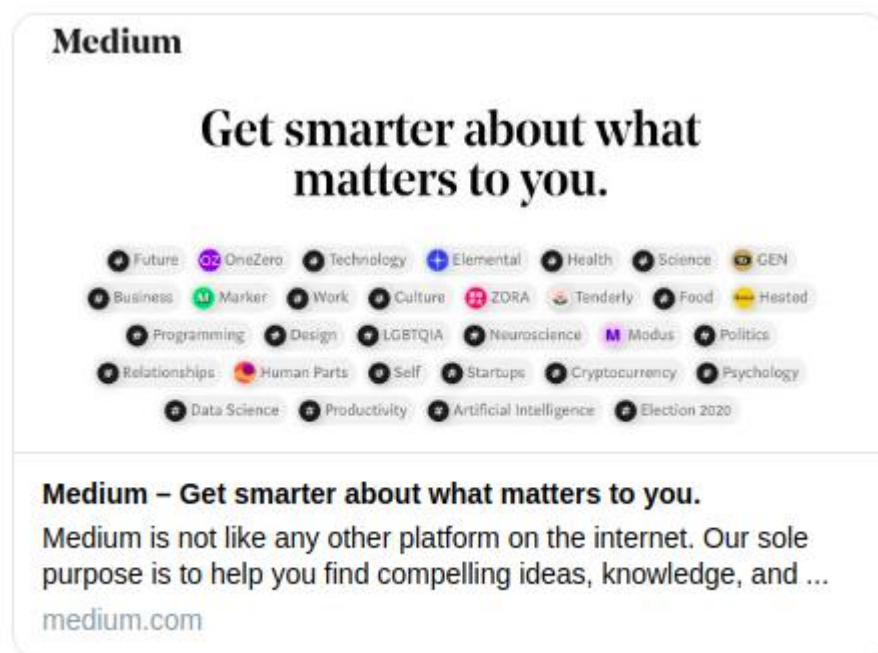 Medium
Get smarter about what
matters to you.
# Future OZ OneZero # Technology Elemental # Health # Science GEN
# Business M Marker # Work # Culture ZORA Tenderly # Food Heated
# Programming # Design # LGBTQIA # Neuroscience M Modus # Politics
# Relationships Human Parts # Self # Startups # Cryptocurrency # Psychology
# Data Science # Productivity # Artificial Intelligence # Election 2020
Medium – Get smarter about what matters to you.
Medium is not like any other platform on the internet. Our sole
purpose is to help you find compelling ideas, knowledge, and ...
medium.com